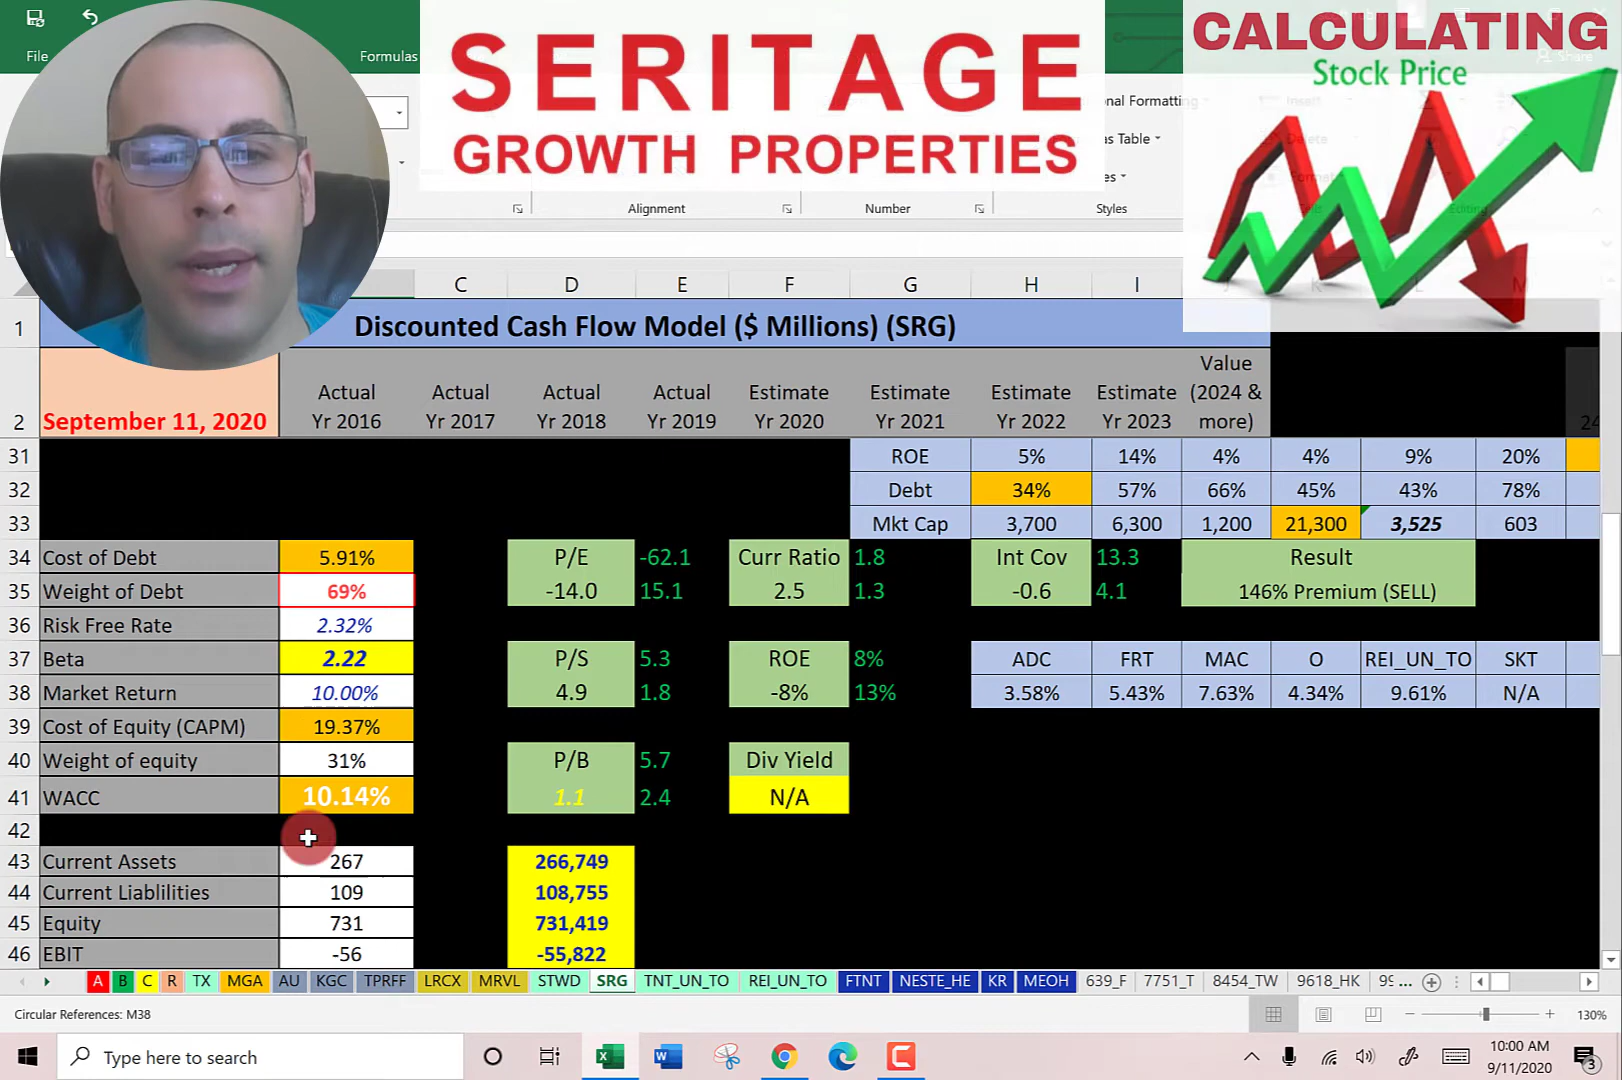 SERITAGE
GROWTH PROPERTIES
CALCULATING
Stock Price
File
Formulas
onal Formatting
as Table
es
Alignment
Number
Styles
C D E F G H I
1 Discounted Cash Flow Model ($ Millions) (SRG)
2 September 11, 2020
Actual Yr 2016
Actual Yr 2017
Actual Yr 2018
Actual Yr 2019
Estimate Yr 2020
Estimate Yr 2021
Estimate Yr 2022
Estimate Yr 2023
Value (2024 & more)
31 ROE 5% 14% 4% 4% 9% 20%
32 Debt 34% 57% 66% 45% 43% 78%
33 Mkt Cap 3,700 6,300 1,200 21,300 3,525 603
34 Cost of Debt 5.91% P/E -62.1 Curr Ratio 1.8 Int Cov 13.3 Result
35 Weight of Debt 69% -14.0 15.1 2.5 1.3 -0.6 4.1 146% Premium (SELL)
36 Risk Free Rate 2.32%
37 Beta 2.22 P/S 5.3 ROE 8% ADC FRT MAC O REI_UN_TO SKT
38 Market Return 10.00% 4.9 1.8 -8% 13% 3.58% 5.43% 7.63% 4.34% 9.61% N/A
39 Cost of Equity (CAPM) 19.37%
40 Weight of equity 31% P/B 5.7 Div Yield
41 WACC 10.14% 1.1 2.4 N/A
42
43 Current Assets 267 266,749
44 Current Liablilities 109 108,755
45 Equity 731 731,419
46 EBIT -56 -55,822
A B C R TX MGA AU KGC TPRFF LRCX MRVL STWD SRG TNT_UN_TO REI_UN_TO FTNT NESTE_HE KR MEOH 639_F 7751_T 8454_TW 9618_HK 9S ...
Circular References: M38
130%
Type here to search
10:00 AM
9/11/2020
3